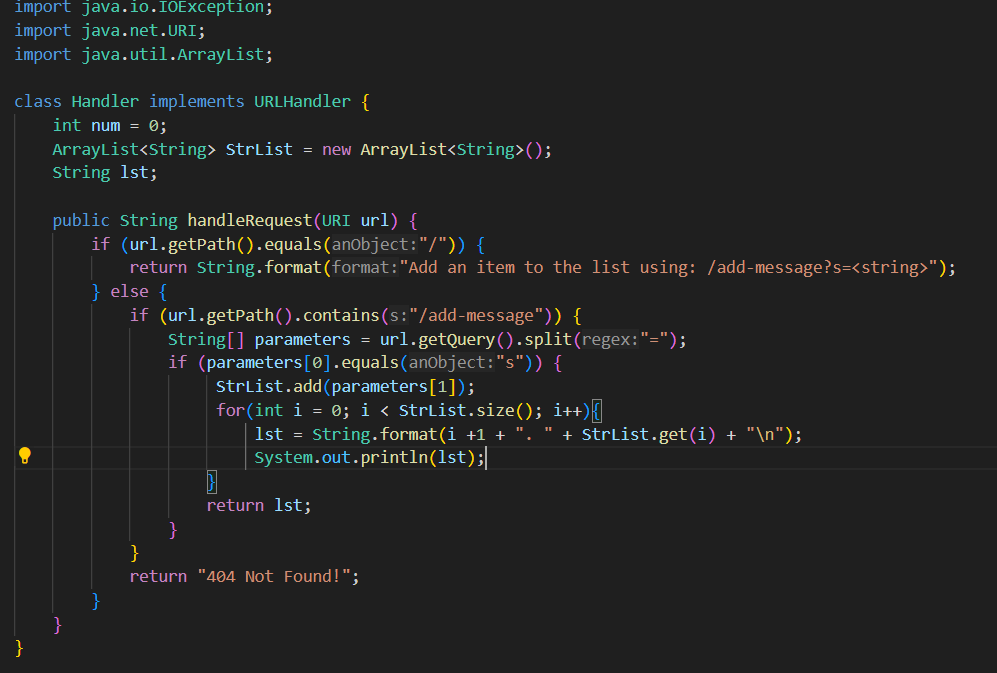 import java.io.IOException;
import java.net.URI;
import java.util.ArrayList;

class Handler implements URLHandler {
    int num = 0;
    ArrayList<String> StrList = new ArrayList<String>();
    String lst;

    public String handleRequest(URI url) {
        if (url.getPath().equals(anObject:"/")) {
            return String.format(format:"Add an item to the list using: /add-message?s=<string>");
        } else {
            if (url.getPath().contains(s:"/add-message")) {
                String[] parameters = url.getQuery().split(regex:"=");
                if (parameters[0].equals(anObject:"s")) {
                     StrList.add(parameters[1]);
                     for(int i = 0; i < StrList.size(); i++){
                         lst = String.format(i +1 + ". " + StrList.get(i) + "\n");
                         System.out.println(lst);
                    }
                    return lst;
                }
            }
            return "404 Not Found!";
        }
    }
}